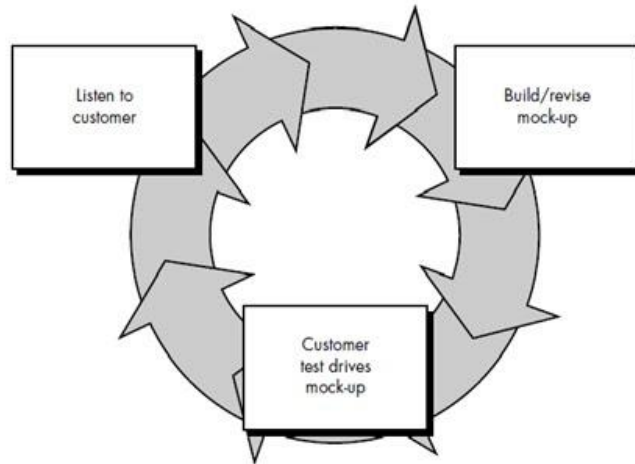 Listen to
customer
Build/revise
mock-up
Customer
test drives
mock-up